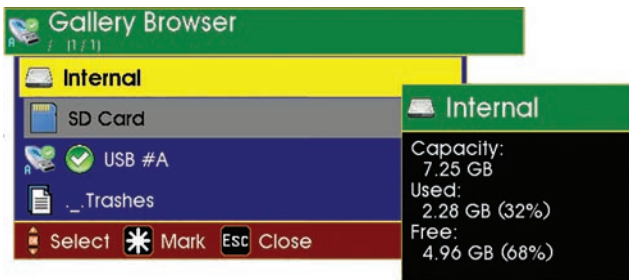 Gallery Browser
A / (1/1)
Internal
SD Card
A USB #A
._.Trashes
Select Mark Esc Close
Internal
Capacity:
7.25 GB
Used:
2.28 GB (32%)
Free:
4.96 GB (68%)